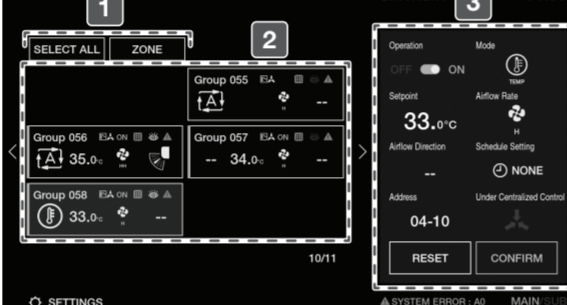 1
2
3
SELECT ALL
ZONE
Group 055
A
H
--
Group 056 ON
A
35.0°C
HH
Group 057 ON
--
34.0°C
H
--
Group 058 ON
33.0°C
H
--
10/11
SETTINGS
Operation
Mode
OFF ON
TEMP
Setpoint
Airflow Rate
33.0°C
H
Airflow Direction
Schedule Setting
--
NONE
Address
Under Centralized Control
04-10
RESET
CONFIRM
SYSTEM ERROR : A0
MAIN/SUB